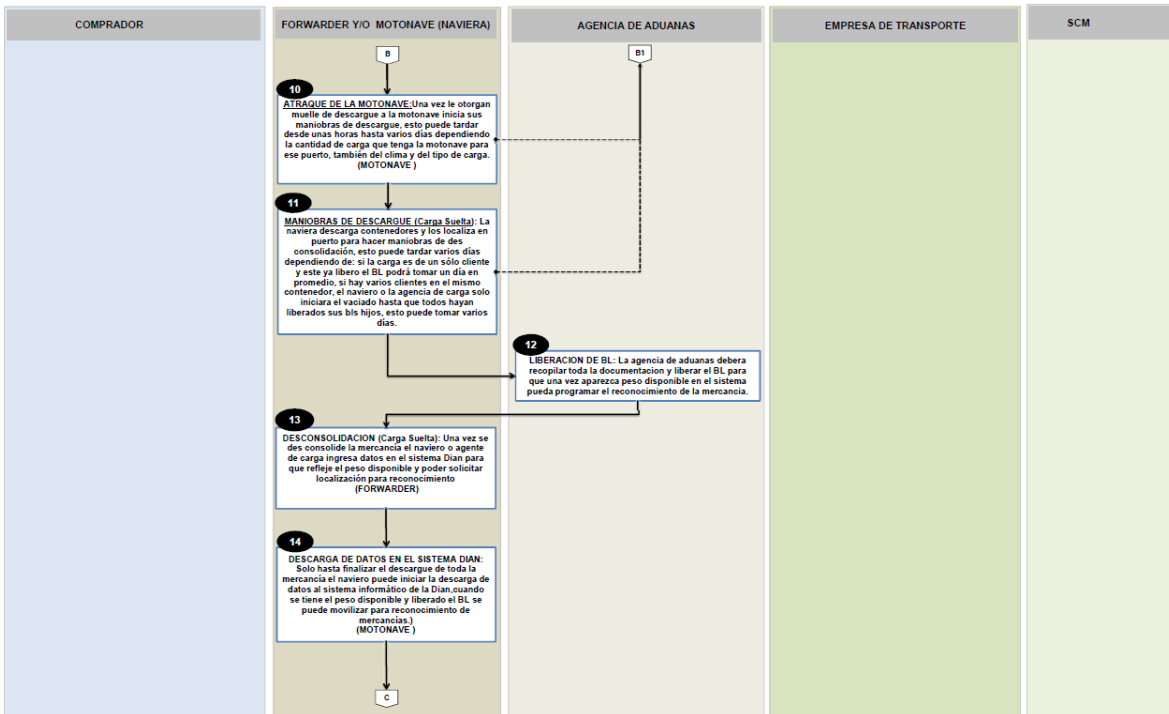 COMPRADOR
FORWARDER Y/O MOTONAVE (NAVIERA)
AGENCIA DE ADUANAS
EMPRESA DE TRANSPORTE
SCM
B
B1
10
ATRAQUE DE LA MOTONAVE:Una vez le otorgan
muelle de descargue a la motonave inicia sus
maniobras de descargue, esto puede tardar
desde unas horas hasta varios días dependiendo
la cantidad de carga que tenga la motonave para
ese puerto, también del clima y del tipo de carga.
(MOTONAVE )
11
MANIOBRAS DE DESCARGUE (Carga Suelta): La
naviera descarga contenedores y los localiza en
puerto para hacer maniobras de des
consolidación, esto puede tardar varios días
dependiendo de: si la carga es de un sólo cliente
y este ya libero el BL podrá tomar un día en
promedio, si hay varios clientes en el mismo
contenedor, el naviero o la agencia de carga solo
iniciara el vaciado hasta que todos hayan
liberados sus bls hijos, esto puede tomar varios
días.
12
LIBERACION DE BL: La agencia de aduanas debera
recopilar toda la documentacion y liberar el BL para
que una vez aparezca peso disponible en el sistema
pueda programar el reconocimiento de la mercancia.
13
DESCONSOLIDACION (Carga Suelta): Una vez se
des consolide la mercancía el naviero o agente
de carga ingresa datos en el sistema Dian para
que refleje el peso disponible y poder solicitar
localización para reconocimiento
(FORWARDER)
14
DESCARGA DE DATOS EN EL SISTEMA DIAN:
Solo hasta finalizar el descargue de toda la
mercancía el naviero puede iniciar la descarga de
datos al sistema informático de la Dian,cuando
se tiene el peso disponible y liberado el BL se
puede movilizar para reconocimiento de
mercancías.)
(MOTONAVE )
C